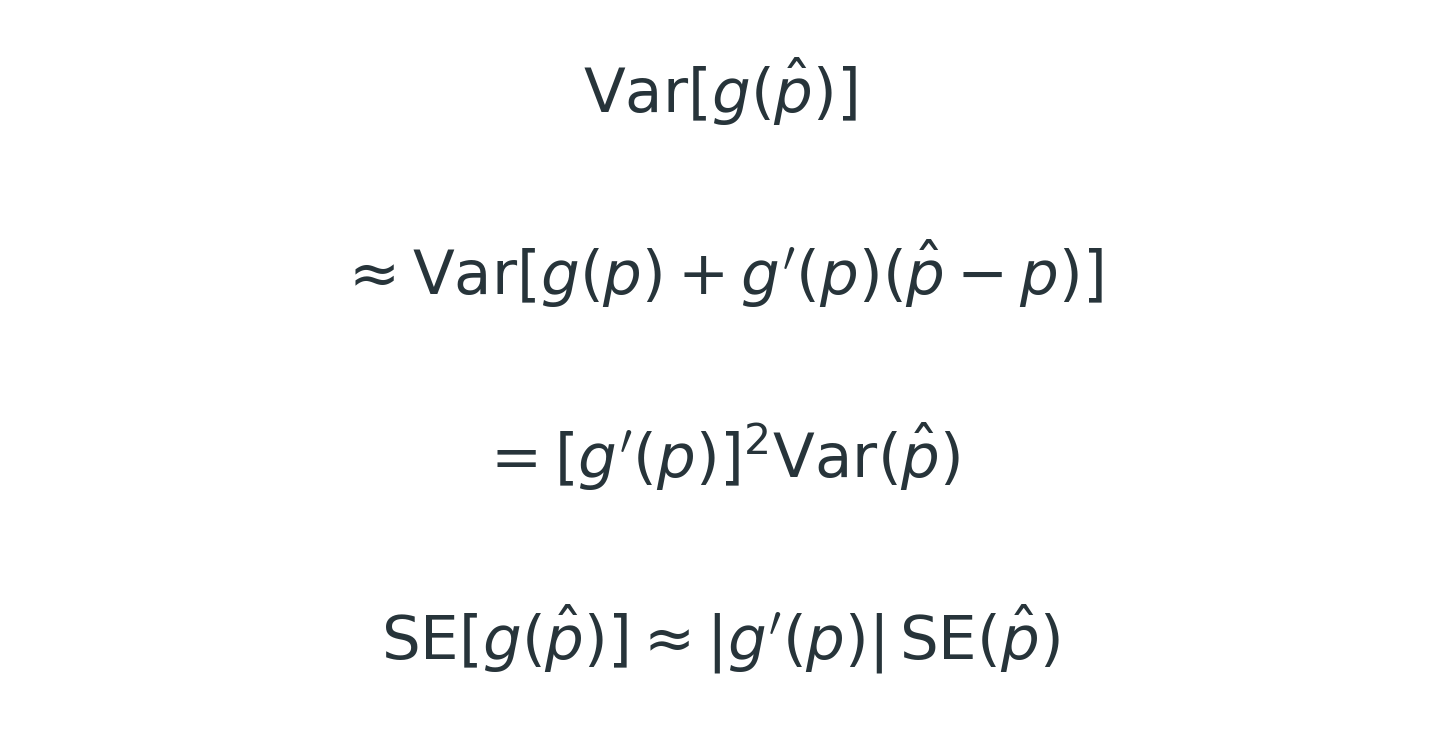 Var[g(p̂)]
≈ Var[g(p) + g′(p)(p̂ − p)]
= [g′(p)]²Var(p̂)
SE[g(p̂)] ≈ |g′(p)| SE(p̂)